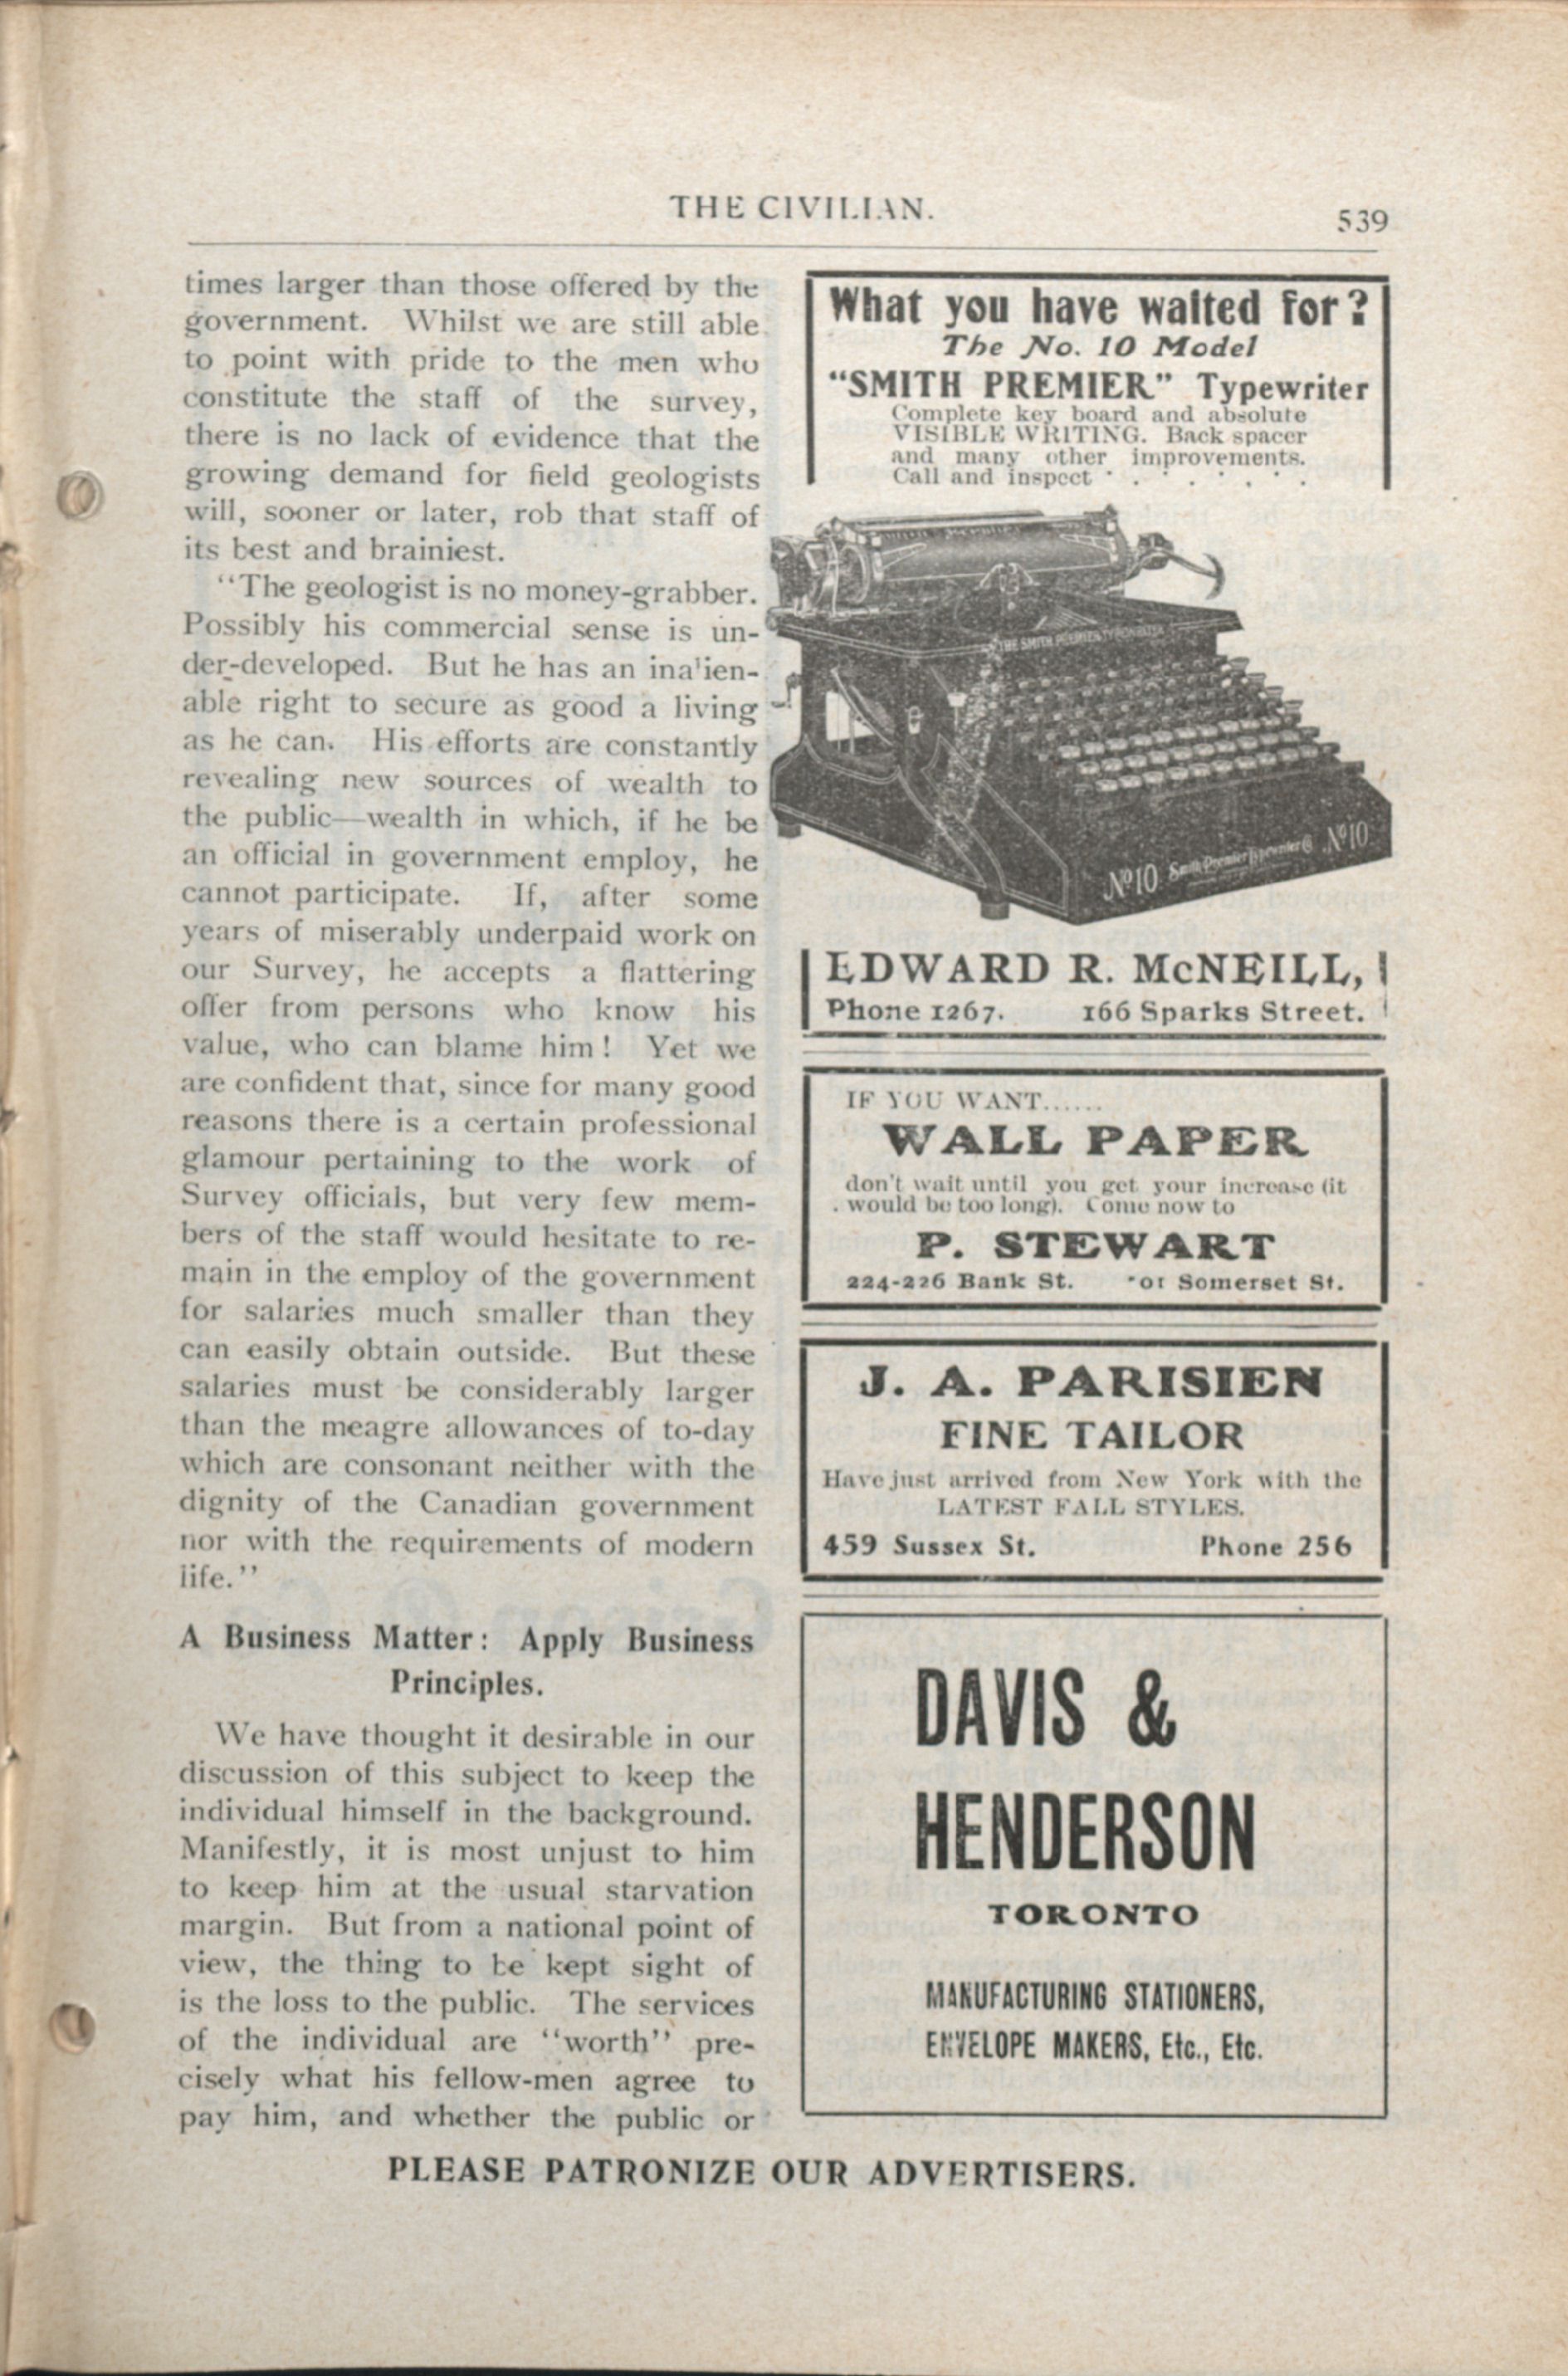 THE CIVILIAN.
539
times larger than those offered by the
government. Whilst we are still able
to point with pride to the men who
constitute the staff of the survey,
there is no lack of evidence that the
growing demand for field geologists
will, sooner or later, rob that staff of
its best and brainiest.
"The geologist is no money-grabber.
Possibly his commercial sense is un-
der-developed. But he has an inalien-
able right to secure as good a living
as he can. His efforts are constantly
revealing new sources of wealth to
the public—wealth in which, if he be
an official in government employ, he
cannot participate. If, after some
years of miserably underpaid work on
our Survey, he accepts a flattering
offer from persons who know his
value, who can blame him! Yet we
are confident that, since for many good
reasons there is a certain professional
glamour pertaining to the work of
Survey officials, but very few mem-
bers of the staff would hesitate to re-
main in the employ of the government
for salaries much smaller than they
can easily obtain outside. But these
salaries must be considerably larger
than the meagre allowances of to-day
which are consonant neither with the
dignity of the Canadian government
nor with the requirements of modern
life."
A Business Matter: Apply Business
Principles.
We have thought it desirable in our
discussion of this subject to keep the
individual himself in the background.
Manifestly, it is most unjust to him
to keep him at the usual starvation
margin. But from a national point of
view, the thing to be kept sight of
is the loss to the public. The services
of the individual are "worth" pre-
cisely what his fellow-men agree to
pay him, and whether the public or
What you have waited for?
The No. 10 Model
"SMITH PREMIER" Typewriter
Complete key board and absolute
VISIBLE WRITING. Back spacer
and many other improvements.
Call and inspect
THE SMITH PREMIER TYPEWRITER
Nº10 Smith Premier Typewriter Co Nº10
EDWARD R. McNEILL,
Phone 1267. 166 Sparks Street.
IF YOU WANT......
WALL PAPER
don't wait until you get your increase (it
would be too long). Come now to
P. STEWART
224-226 Bank St. Somerset St.
J. A. PARISIEN
FINE TAILOR
Have just arrived from New York with the
LATEST FALL STYLES.
459 Sussex St. Phone 256
DAVIS &
HENDERSON
TORONTO
MANUFACTURING STATIONERS,
ENVELOPE MAKERS, Etc., Etc.
PLEASE PATRONIZE OUR ADVERTISERS.